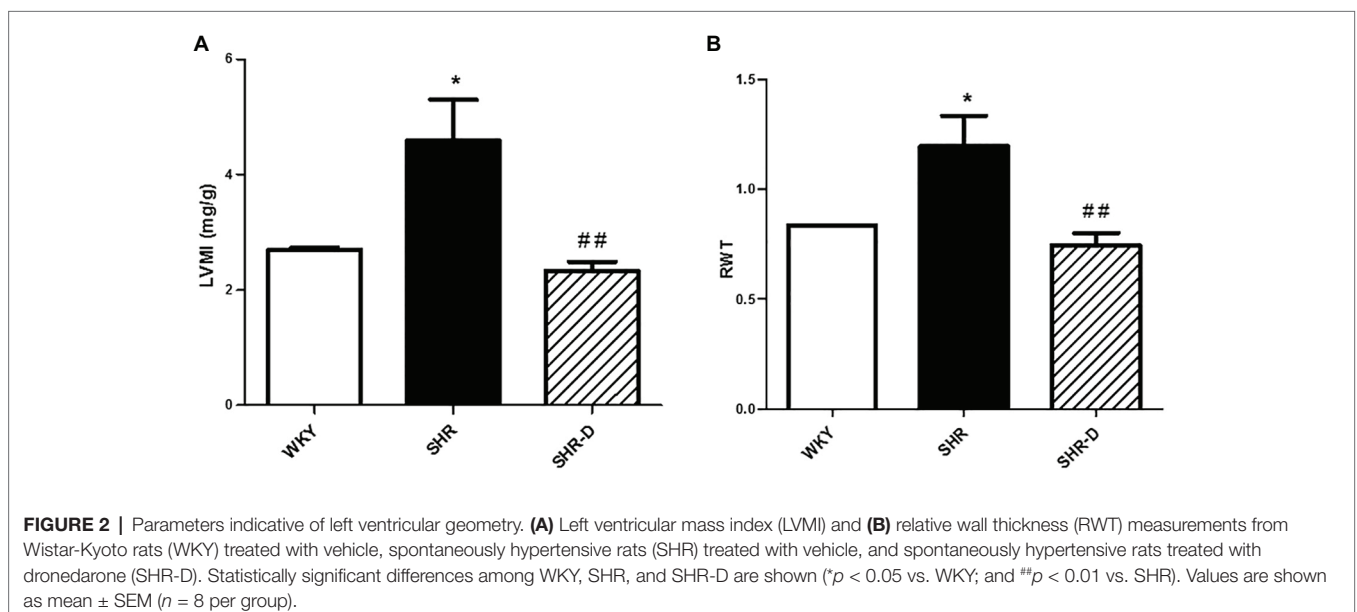 A
6
4
2
0
LVMI (mg/g)
*
##
WKY
SHR
SHR-D
B
1.5
1.0
0.5
0.0
RWT
*
##
WKY
SHR
SHR-D
FIGURE 2 | Parameters indicative of left ventricular geometry. (A) Left ventricular mass index (LVMI) and (B) relative wall thickness (RWT) measurements from
Wistar-Kyoto rats (WKY) treated with vehicle, spontaneously hypertensive rats (SHR) treated with vehicle, and spontaneously hypertensive rats treated with
dronedarone (SHR-D). Statistically significant differences among WKY, SHR, and SHR-D are shown (*p < 0.05 vs. WKY; and ##p < 0.01 vs. SHR). Values are shown
as mean ± SEM (n = 8 per group).